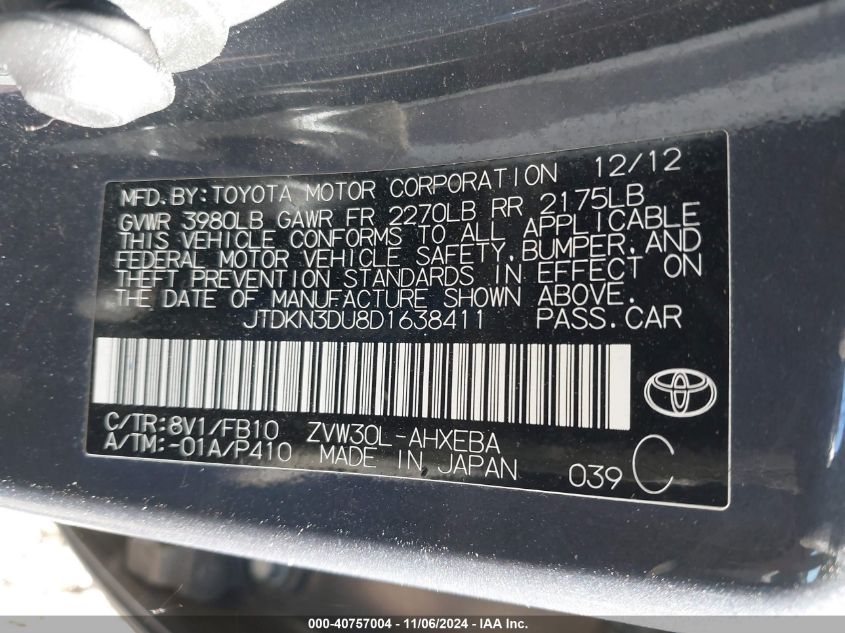 MFD.BY:TOYOTA MOTOR CORPORATION 12/12
GVWR 3980LB GAWR FR 2270LB RR 2175LB
THIS VEHICLE CONFORMS TO ALL APPLICABLE
FEDERAL MOTOR VEHICLE SAFETY,BUMPER,AND
THEFT PREVENTION STANDARDS IN EFFECT ON
THE DATE OF MANUFACTURE SHOWN ABOVE.
JTDKN3DU8D1638411 PASS.CAR
C/TR:8V1/FB10 ZVW30L-AHXEBA
A/TM:-01A/P410 MADE IN JAPAN 039 C
000-40757004 - 11/06/2024 - IAA Inc.